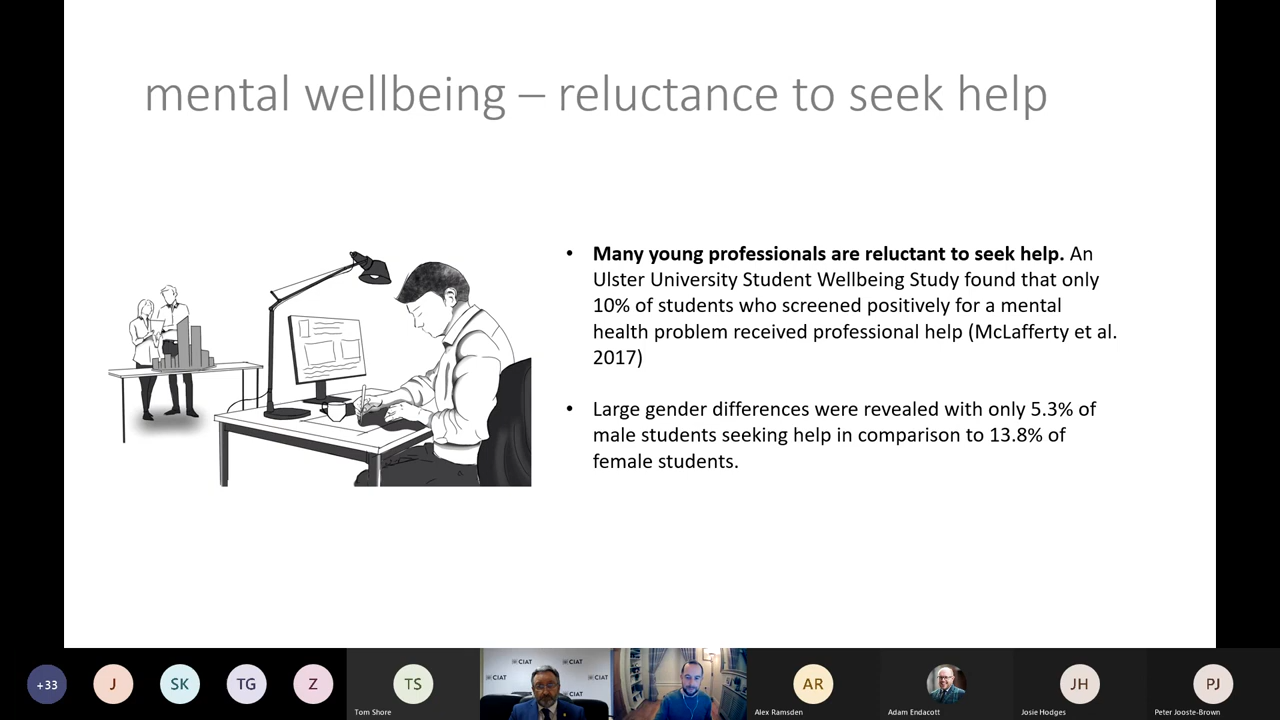 mental wellbeing – reluctance to seek help
• Many young professionals are reluctant to seek help. An
Ulster University Student Wellbeing Study found that only
10% of students who screened positively for a mental
health problem received professional help (McLafferty et al.
2017)
• Large gender differences were revealed with only 5.3% of
male students seeking help in comparison to 13.8% of
female students.
+33
J
SK
TG
Z
TS
Tom Shore
CIAT
CIAT
CIAT
CIAT
AR
Alex Ramsden
Adam Endacott
JH
Josie Hodges
PJ
Peter Jooste-Brown